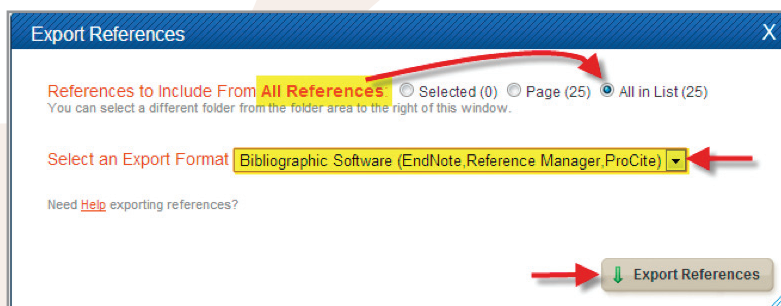 Export References X
References to Include From All References: Selected (0) Page (25) All in List (25)
You can select a different folder from the folder area to the right of this window.
Select an Export Format Bibliographic Software (EndNote,Reference Manager,ProCite)
Need Help exporting references?
Export References